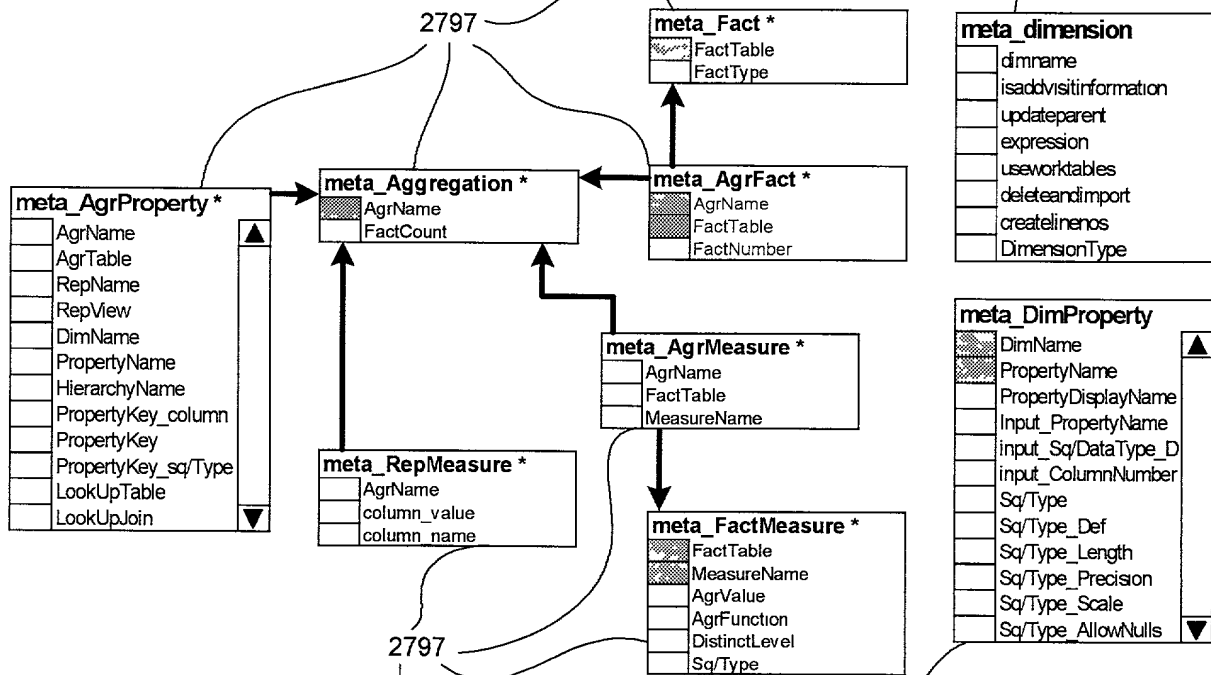 2797
meta_Fact *
FactTable
FactType
meta_dimension
dimname
isaddvisitinformation
updateparent
expression
useworktables
deleteandimport
createlinenos
DimensionType
meta_AgrProperty *
AgrName
AgrTable
RepName
RepView
DimName
PropertyName
HierarchyName
PropertyKey_column
PropertyKey
PropertyKey_sq/Type
LookUpTable
LookUpJoin
meta_Aggregation *
AgrName
FactCount
meta_AgrFact *
AgrName
FactTable
FactNumber
meta_AgrMeasure *
AgrName
FactTable
MeasureName
meta_DimProperty
DimName
PropertyName
PropertyDisplayName
Input_PropertyName
input_Sq/DataType_D
input_ColumnNumber
Sq/Type
Sq/Type_Def
Sq/Type_Length
Sq/Type_Precision
Sq/Type_Scale
Sq/Type_AllowNulls
meta_RepMeasure *
AgrName
column_value
column_name
meta_FactMeasure *
FactTable
MeasureName
AgrValue
AgrFunction
DistinctLevel
Sq/Type
2797